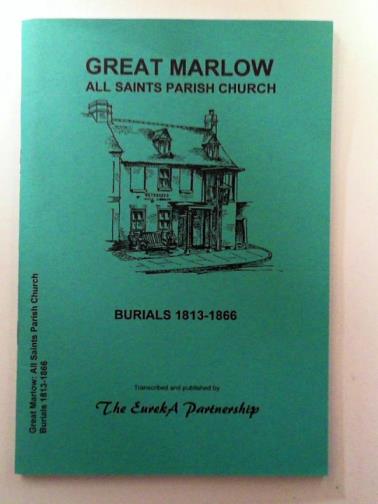 GREAT MARLOW
ALL SAINTS PARISH CHURCH
BURIALS 1813-1866
Transcribed and published by
The EurekA Partnership
Great Marlow: All Saints Parish Church
Burials 1813-1866